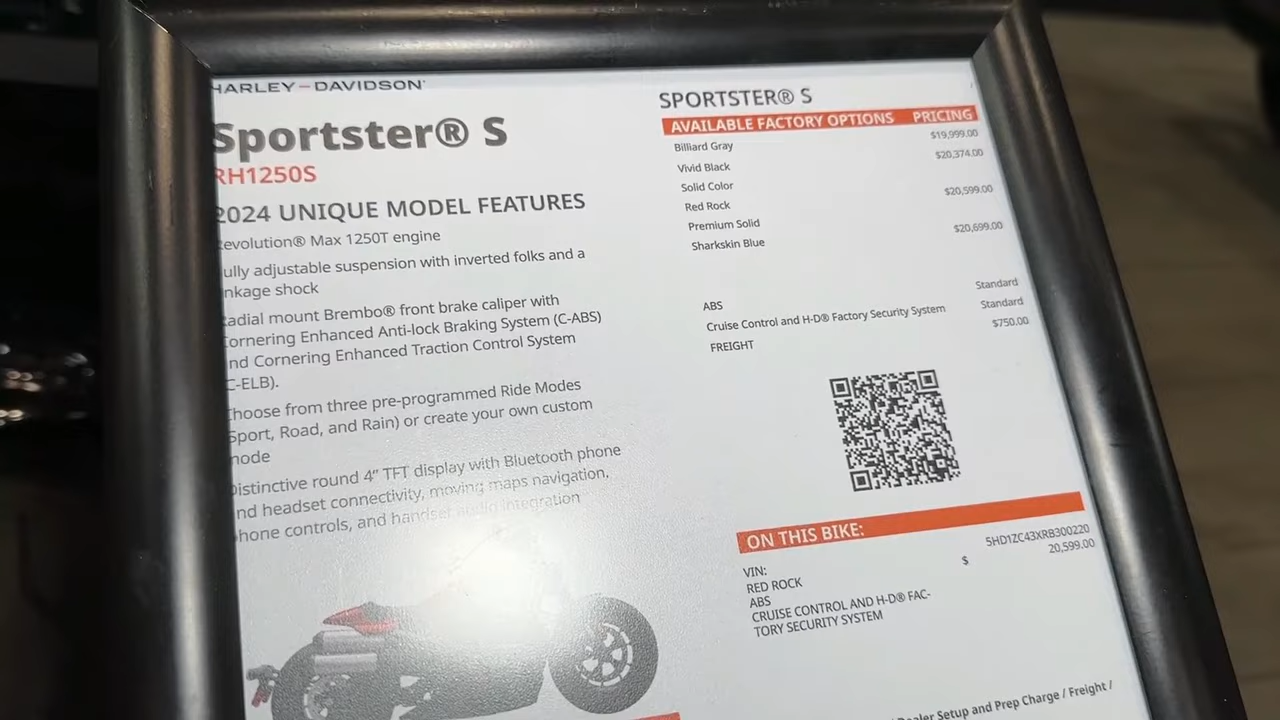 HARLEY-DAVIDSON®
Sportster® S
RH1250S
2024 UNIQUE MODEL FEATURES
Revolution® Max 1250T engine
ully adjustable suspension with inverted folks and a
nkage shock
adial mount Brembo® front brake caliper with
ornering Enhanced Anti-lock Braking System (C-ABS)
nd Cornering Enhanced Traction Control System
C-ELB).
hoose from three pre-programmed Ride Modes
Sport, Road, and Rain) or create your own custom
mode
istinctive round 4” TFT display with Bluetooth phone
nd headset connectivity, moving maps navigation,
hone controls, and handset audio integration
SPORTSTER® S
AVAILABLE FACTORY OPTIONS PRICING
Billiard Gray $19,999.00
Vivid Black $20,374.00
Solid Color
Red Rock $20,599.00
Premium Solid
Sharkskin Blue $20,699.00
ABS Standard
Cruise Control and H-D® Factory Security System Standard
FREIGHT $750.00
ON THIS BIKE:
VIN: 5HD1ZC43XRB300220
RED ROCK $ 20,599.00
ABS
CRUISE CONTROL AND H-D® FAC-
TORY SECURITY SYSTEM
Dealer Setup and Prep Charge / Freight /